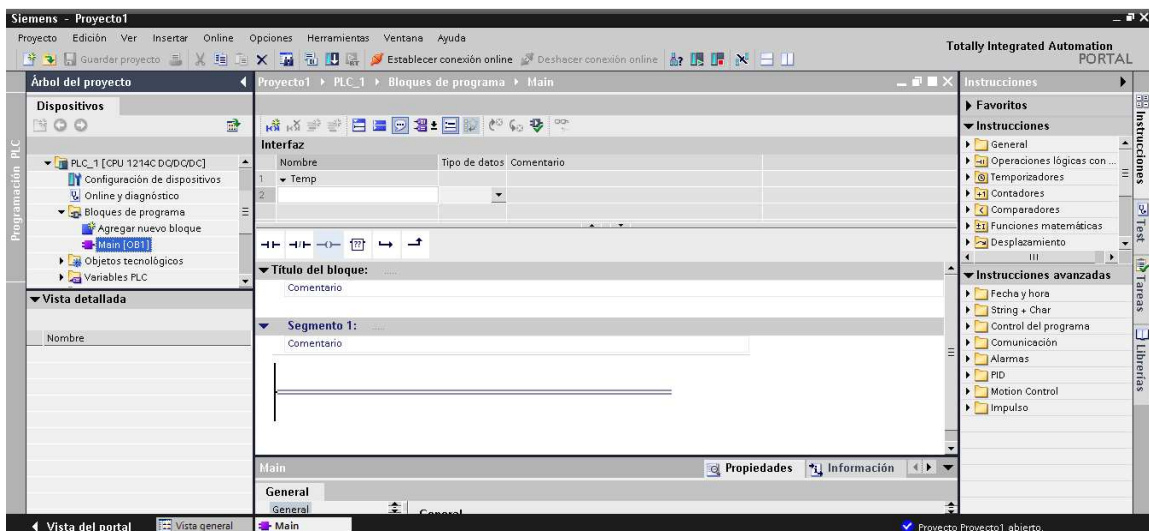 Siemens - Proyecto1
Proyecto Edición Ver Insertar Online Opciones Herramientas Ventana Ayuda
Totally Integrated Automation
PORTAL
Guardar proyecto
Establecer conexión online
Deshacer conexión online
Árbol del proyecto
Proyecto1 PLC_1 Bloques de programa Main
Instrucciones
Programación PLC
Dispositivos
PLC_1 [CPU 1214C DC/DC/DC]
Configuración de dispositivos
Online y diagnóstico
Bloques de programa
Agregar nuevo bloque
Main [OB1]
Objetos tecnológicos
Variables PLC
Vista detallada
Nombre
Interfaz
Nombre Tipo de datos Comentario
1 Temp
2
??
Título del bloque: .....
Comentario
Segmento 1: .....
Comentario
Main
Propiedades Información
General
General
General
Favoritos
Instrucciones
General
Operaciones lógicas con ...
Temporizadores
Contadores
Comparadores
Funciones matemáticas
Desplazamiento
Instrucciones avanzadas
Fecha y hora
String + Char
Control del programa
Comunicación
Alarmas
PID
Motion Control
Impulso
Instrucciones
Test
Tareas
Librerías
Vista del portal
Vista general
Main
Proyecto Proyecto1 abierto.